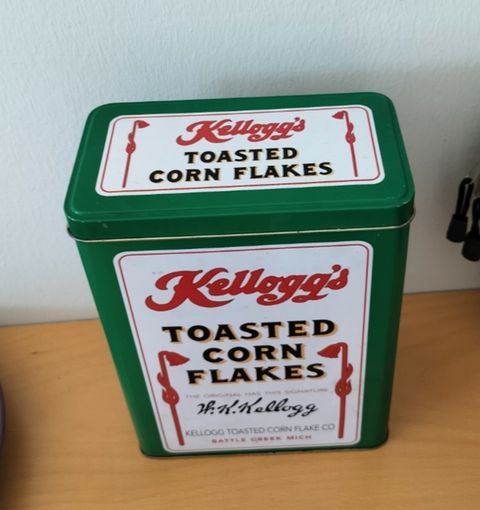 Kellogg's
TOASTED
CORN FLAKES
Kellogg's
TOASTED
CORN
FLAKES
THE ORIGINAL HAS THIS SIGNATURE
W.K.Kellogg
KELLOGG TOASTED CORN FLAKE CO
BATTLE CREEK MICH